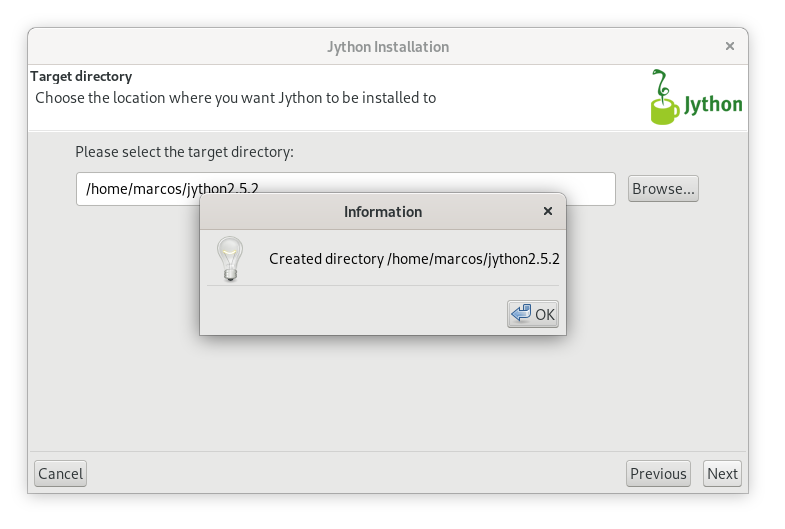 Jython Installation
Target directory
Choose the location where you want Jython to be installed to
Jython
Please select the target directory:
/home/marcos/jython2.5.2
Browse...
Information
Created directory /home/marcos/jython2.5.2
OK
Cancel
Previous
Next